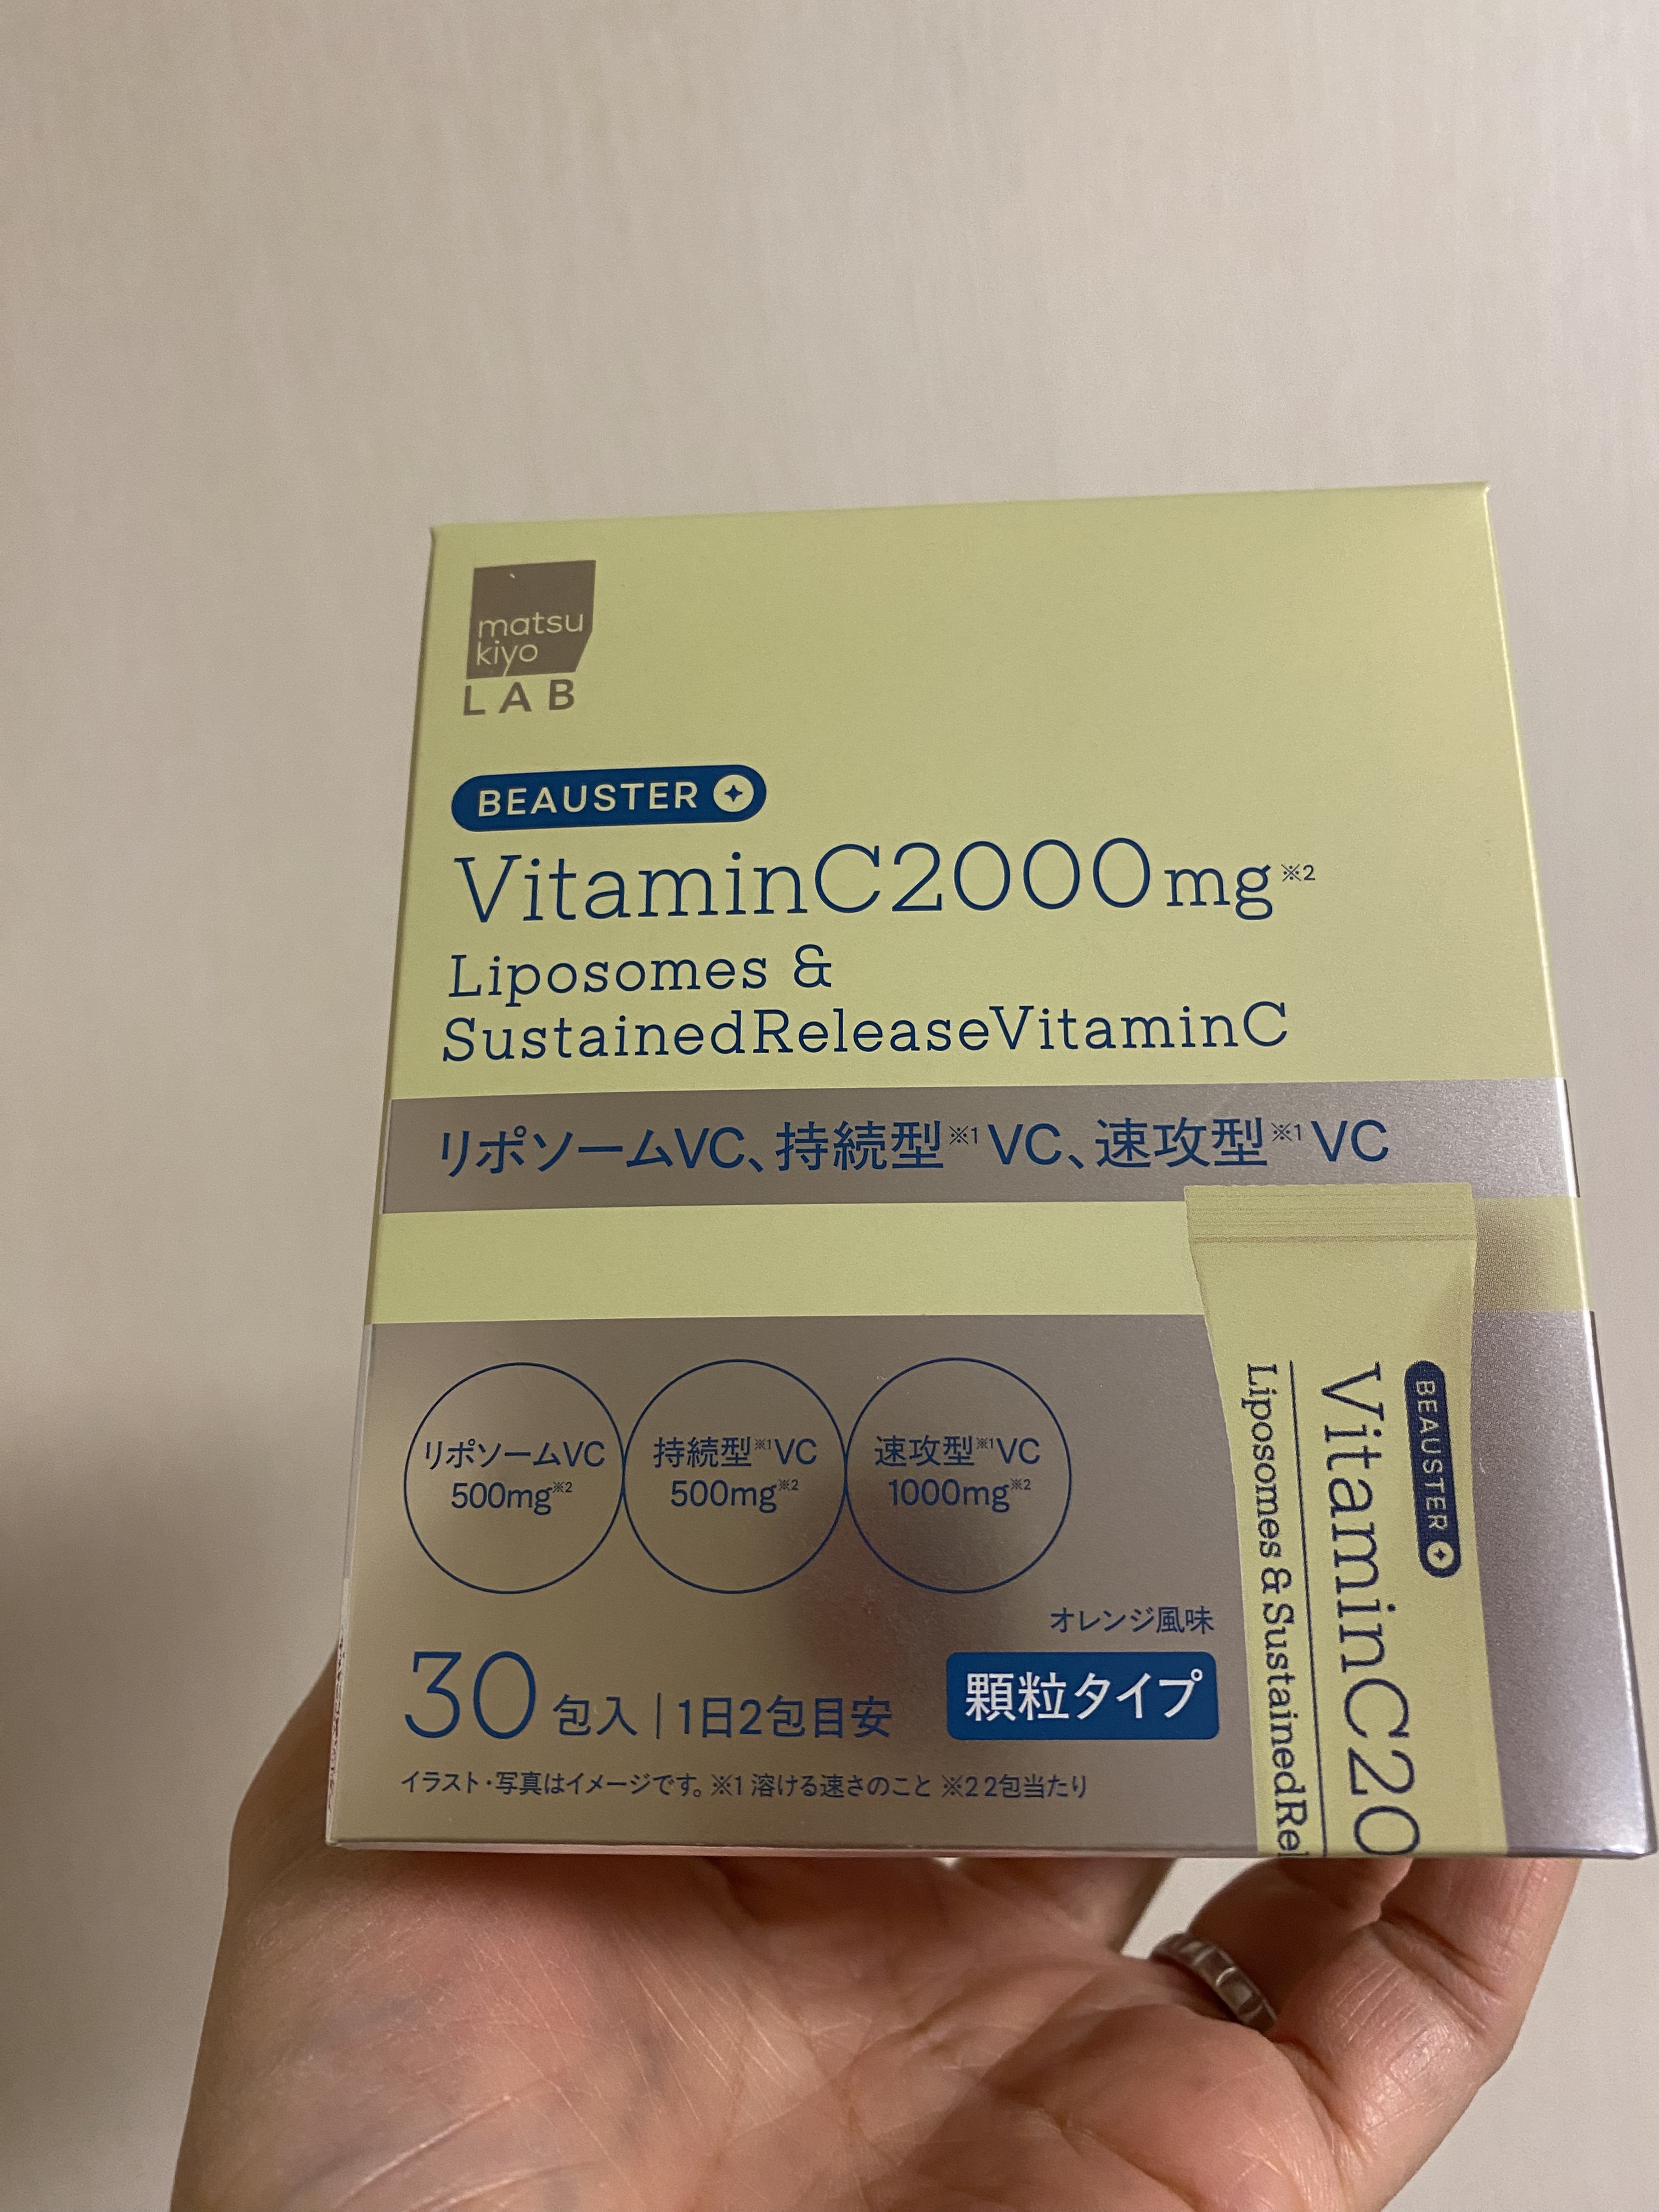 matsu
kiyo
LAB
BEAUSTER
VitaminC2000mg※2
Liposomes &
SustainedReleaseVitaminC
リポソームVC、持続型※1VC、速攻型※1VC
リポソームVC
500mg※2
持続型※1VC
500mg※2
速攻型※1VC
1000mg※2
オレンジ風味
30包入|1日2包目安
顆粒タイプ
イラスト・写真はイメージです。※1 溶ける速さのこと ※2 2包当たり
BEAUSTER
VitaminC20
Liposomes & SustainedRel